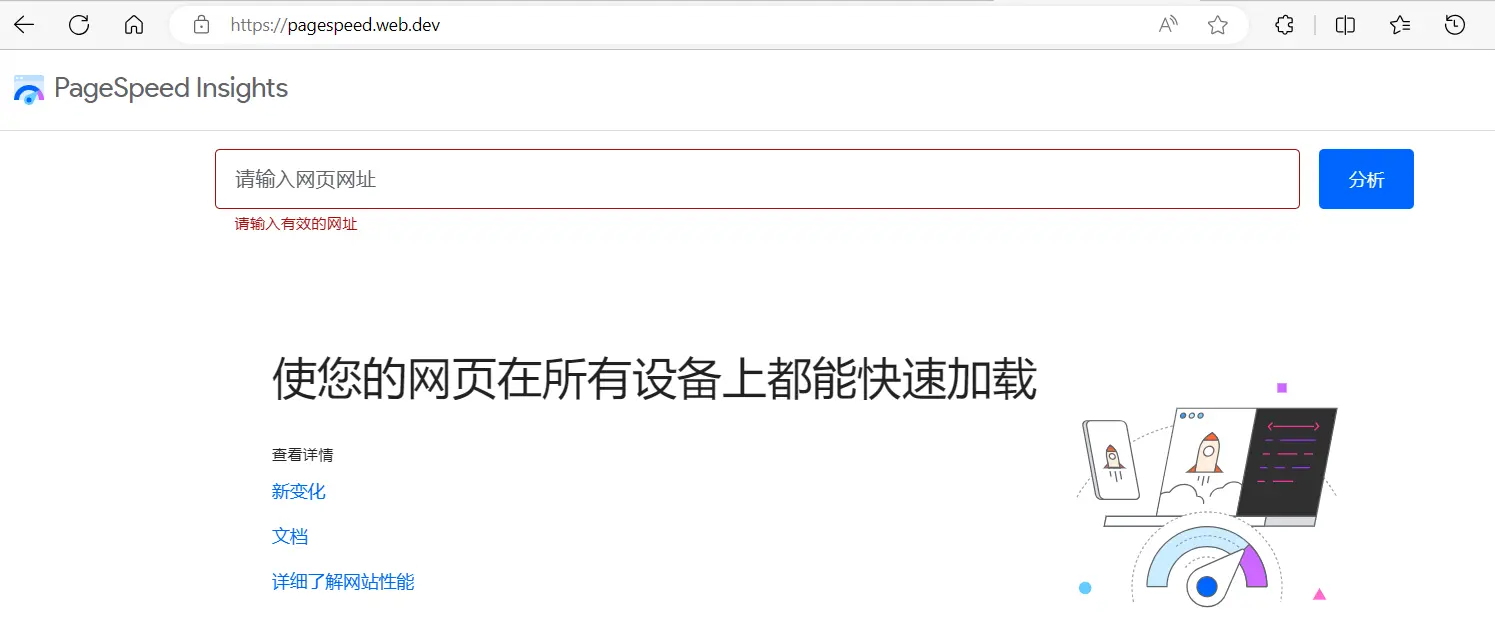 https://pagespeed.web.dev
PageSpeed Insights
请输入网页网址
分析
请输入有效的网址
使您的网页在所有设备上都能快速加载
查看详情
新变化
文档
详细了解网站性能